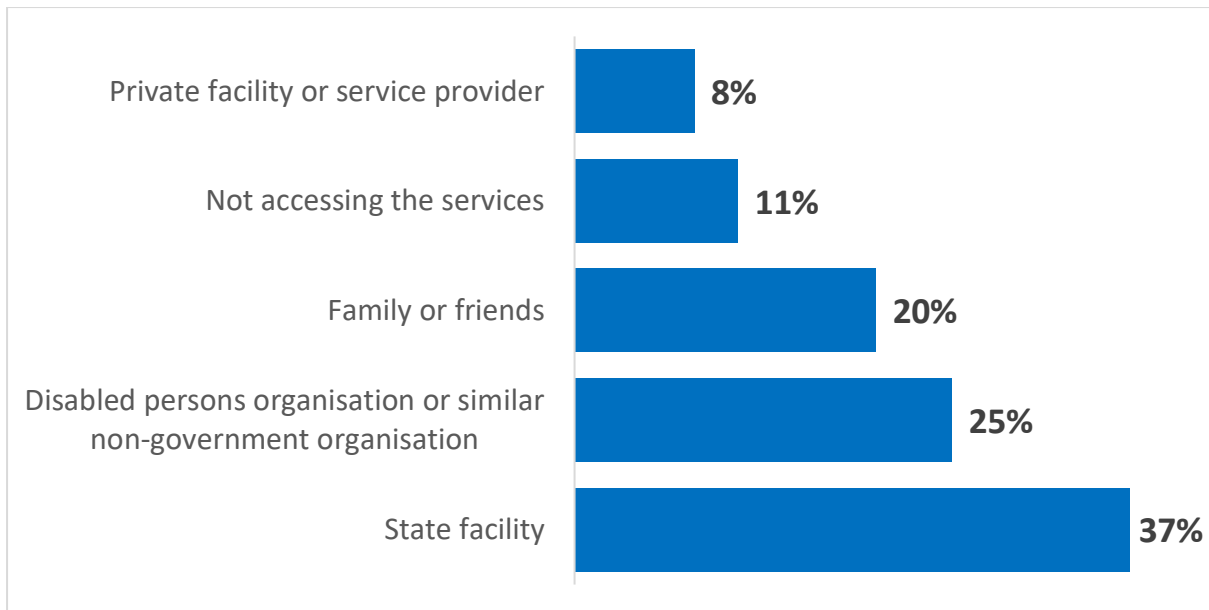 Private facility or service provider
8%
Not accessing the services
11%
Family or friends
20%
Disabled persons organisation or similar
non-government organisation
25%
State facility
37%